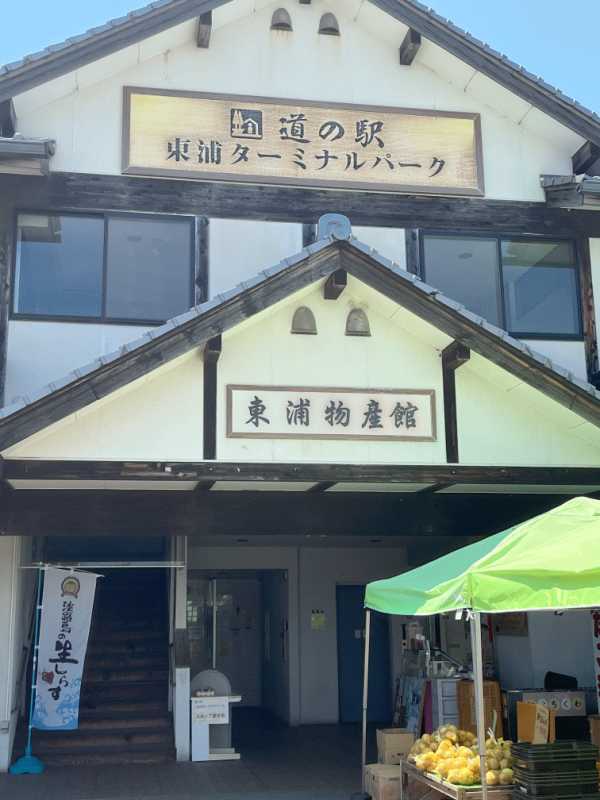 道の駅
東浦ターミナルパーク
東浦物産館
淡路島の
生しらす